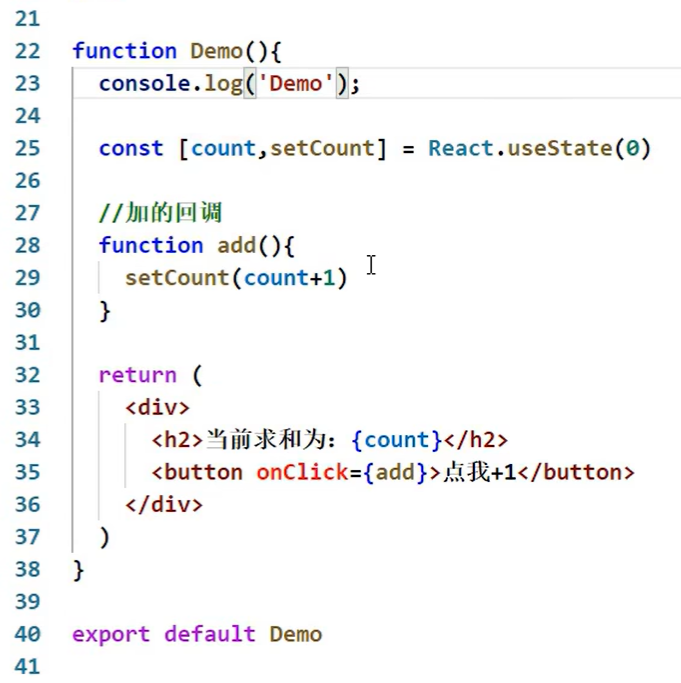 21
22 function Demo(){
23 console.log('Demo');
24
25 const [count,setCount] = React.useState(0)
26
27 //加的回调
28 function add(){
29 setCount(count+1)
30 }
31
32 return (
33 <div>
34 <h2>当前求和为：{count}</h2>
35 <button onClick={add}>点我+1</button>
36 </div>
37 )
38 }
39
40 export default Demo
41